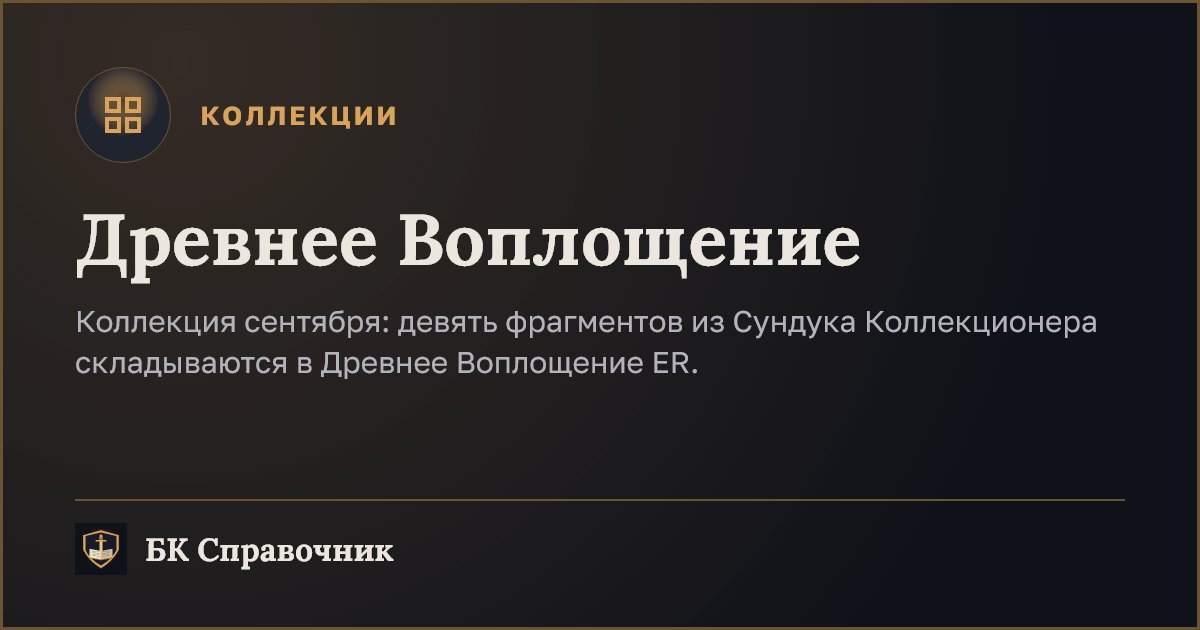 КОЛЛЕКЦИИ
Древнее Воплощение
Коллекция сентября: девять фрагментов из Сундука Коллекционера
складываются в Древнее Воплощение ER.
БК Справочник